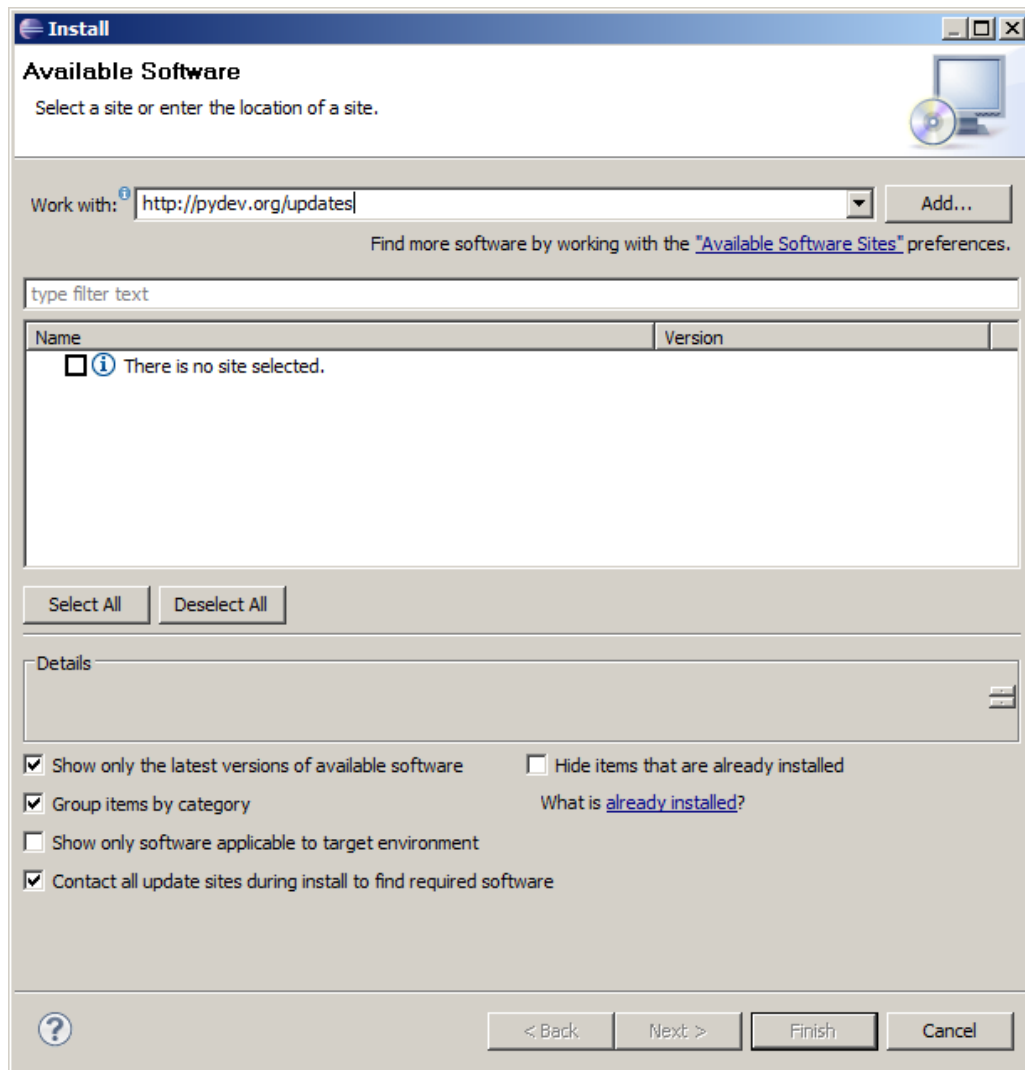 Install
Available Software
Select a site or enter the location of a site.
Work with: http://pydev.org/updates Add...
Find more software by working with the "Available Software Sites" preferences.
type filter text
Name Version
There is no site selected.
Select All Deselect All
Details
Show only the latest versions of available software Hide items that are already installed
Group items by category What is already installed?
Show only software applicable to target environment
Contact all update sites during install to find required software
? < Back Next > Finish Cancel